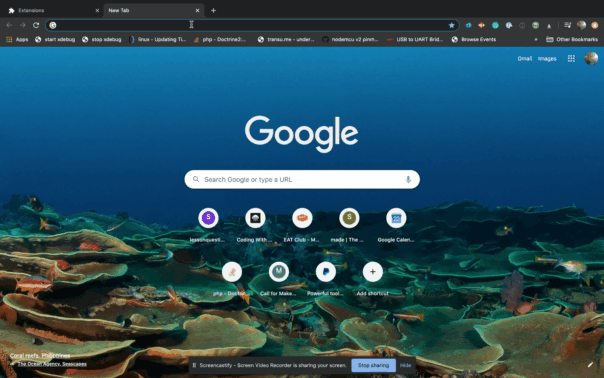 Extensions
New Tab
Apps
start xdebug
stop xdebug
linux - Updating Ti...
php - Doctrine2:...
transu.me - under...
nodemcu v2 pinm...
USB to UART Brid...
Browse Events
»
Other Bookmarks
Gmail Images
Google
Search Google or type a URL
S
S
lessonquesti...
Coding With ...
EAT Club - M...
made | The ...
Google Calen...
M
php - Doctor...
Call for Make...
Powerful tool...
Add shortcut
Coral reefs, Philippines
The Ocean Agency, Seascapes
Screencastify - Screen Video Recorder is sharing your screen.
Stop sharing
Hide